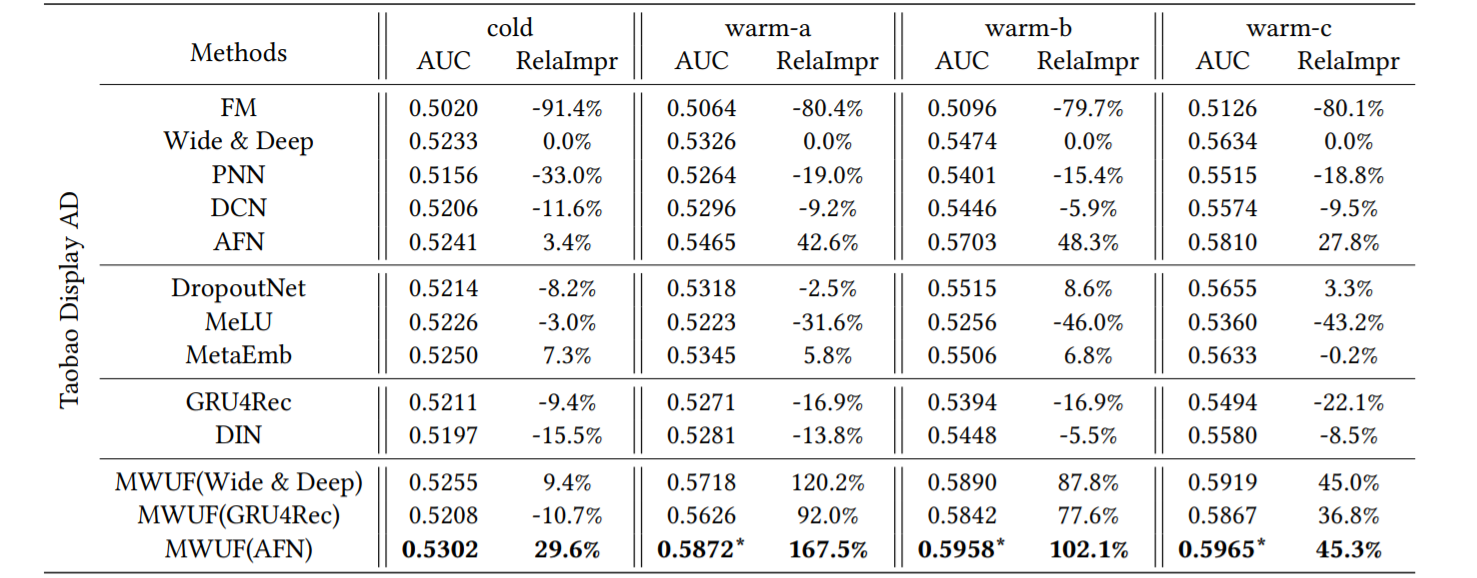 cold warm-a warm-b warm-c
Methods AUC RelaImpr AUC RelaImpr AUC RelaImpr AUC RelaImpr
Taobao Display AD
FM 0.5020 -91.4% 0.5064 -80.4% 0.5096 -79.7% 0.5126 -80.1%
Wide & Deep 0.5233 0.0% 0.5326 0.0% 0.5474 0.0% 0.5634 0.0%
PNN 0.5156 -33.0% 0.5264 -19.0% 0.5401 -15.4% 0.5515 -18.8%
DCN 0.5206 -11.6% 0.5296 -9.2% 0.5446 -5.9% 0.5574 -9.5%
AFN 0.5241 3.4% 0.5465 42.6% 0.5703 48.3% 0.5810 27.8%
DropoutNet 0.5214 -8.2% 0.5318 -2.5% 0.5515 8.6% 0.5655 3.3%
MeLU 0.5226 -3.0% 0.5223 -31.6% 0.5256 -46.0% 0.5360 -43.2%
MetaEmb 0.5250 7.3% 0.5345 5.8% 0.5506 6.8% 0.5633 -0.2%
GRU4Rec 0.5211 -9.4% 0.5271 -16.9% 0.5394 -16.9% 0.5494 -22.1%
DIN 0.5197 -15.5% 0.5281 -13.8% 0.5448 -5.5% 0.5580 -8.5%
MWUF(Wide & Deep) 0.5255 9.4% 0.5718 120.2% 0.5890 87.8% 0.5919 45.0%
MWUF(GRU4Rec) 0.5208 -10.7% 0.5626 92.0% 0.5842 77.6% 0.5867 36.8%
MWUF(AFN) 0.5302 29.6% 0.5872* 167.5% 0.5958* 102.1% 0.5965* 45.3%